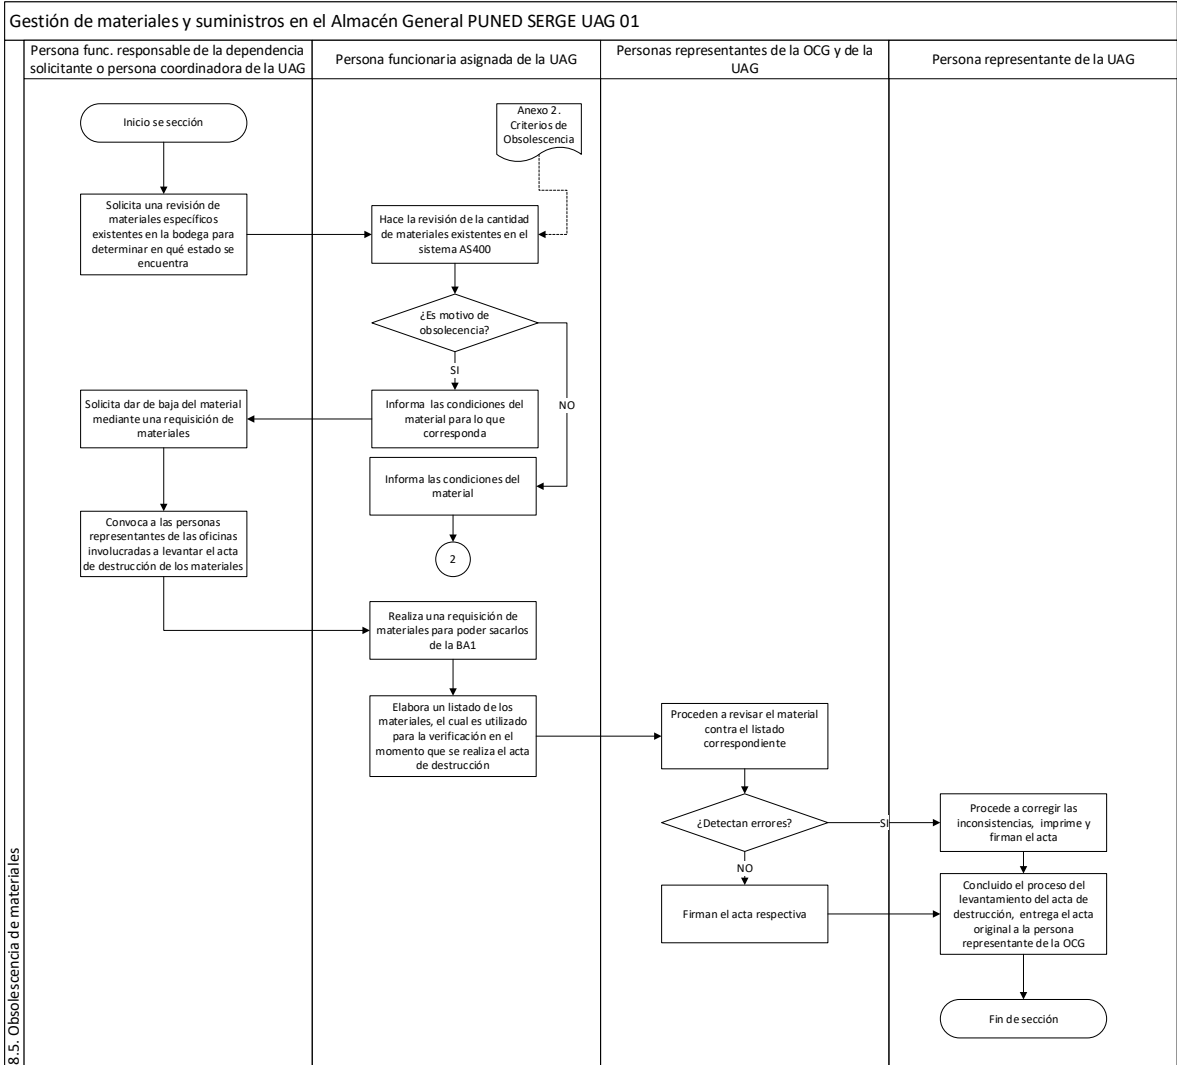 Gestión de materiales y suministros en el Almacén General PUNED SERGE UAG 01
Persona func. responsable de la dependencia
solicitante o persona coordinadora de la UAG
Persona funcionaria asignada de la UAG
Personas representantes de la OCG y de la
UAG
Persona representante de la UAG
8.5. Obsolescencia de materiales
Inicio se sección
Anexo 2.
Criterios de
Obsolescencia
Solicita una revisión de
materiales específicos
existentes en la bodega para
determinar en qué estado se
encuentra
Hace la revisión de la cantidad
de materiales existentes en el
sistema AS400
¿Es motivo de
obsolecencia?
SI
NO
Informa las condiciones del
material para lo que
corresponda
Solicita dar de baja del material
mediante una requisición de
materiales
Informa las condiciones del
material
2
Convoca a las personas
representantes de las oficinas
involucradas a levantar el acta
de destrucción de los materiales
Realiza una requisición de
materiales para poder sacarlos
de la BA1
Elabora un listado de los
materiales, el cual es utilizado
para la verificación en el
momento que se realiza el acta
de destrucción
Proceden a revisar el material
contra el listado
correspondiente
¿Detectan errores?
SI
NO
Procede a corregir las
inconsistencias, imprime y
firman el acta
Firman el acta respectiva
Concluido el proceso del
levantamiento del acta de
destrucción, entrega el acta
original a la persona
representante de la OCG
Fin de sección